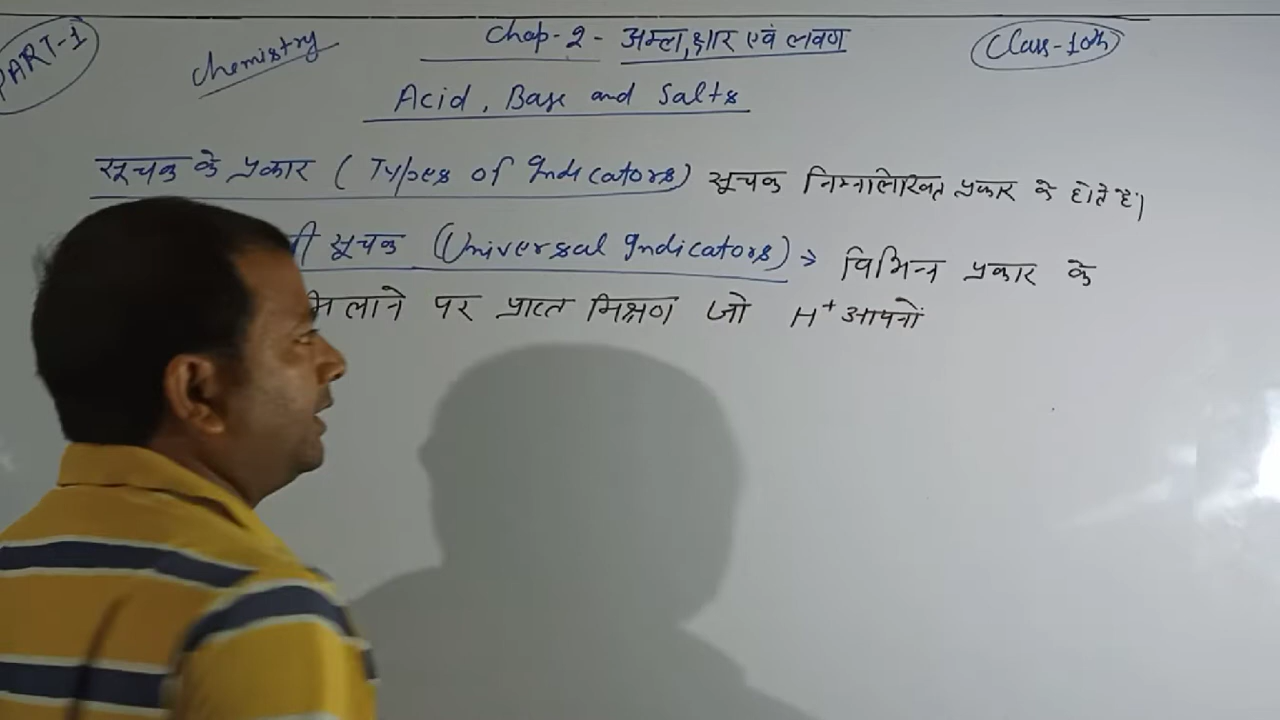 PART-1
Chemistry
Chap-2- अम्ल, क्षार एवं लवण
Class-10th
Acid, Base and Salts
सूचक के प्रकार (Types of Indicators) सूचक निम्नलिखित प्रकार के होते है।
सूचक (Universal Indicators) → विभिन्न प्रकार के
मिलाने पर प्राप्त मिश्रण जो H⁺ आयनों